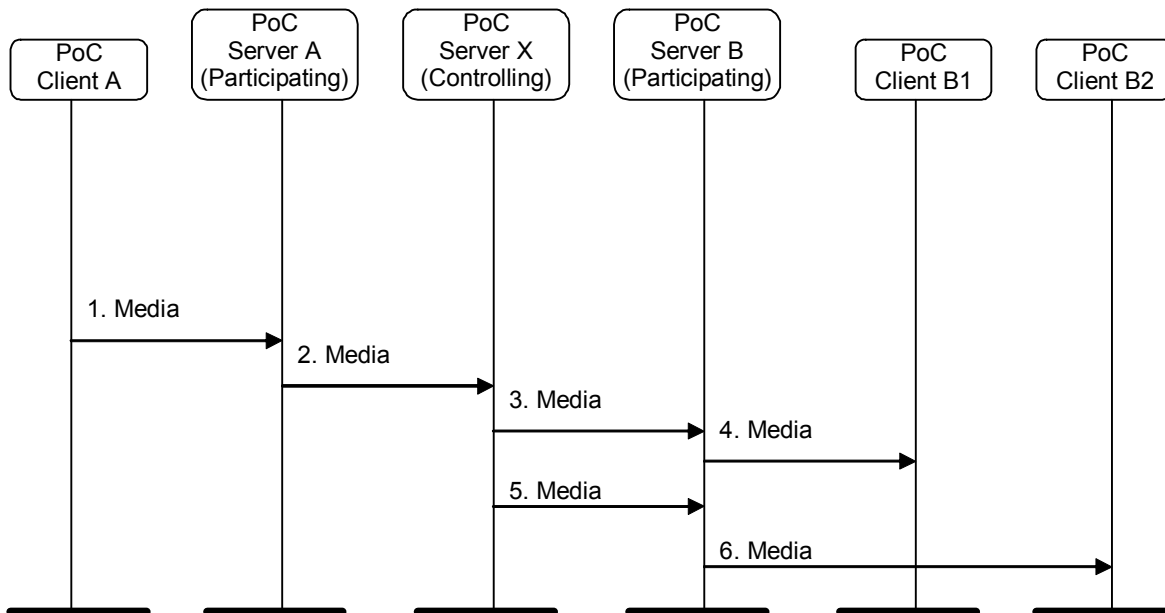 PoC
Client A
PoC
Server A
(Participating)
PoC
Server X
(Controlling)
PoC
Server B
(Participating)
PoC
Client B1
PoC
Client B2
1. Media
2. Media
3. Media
4. Media
5. Media
6. Media